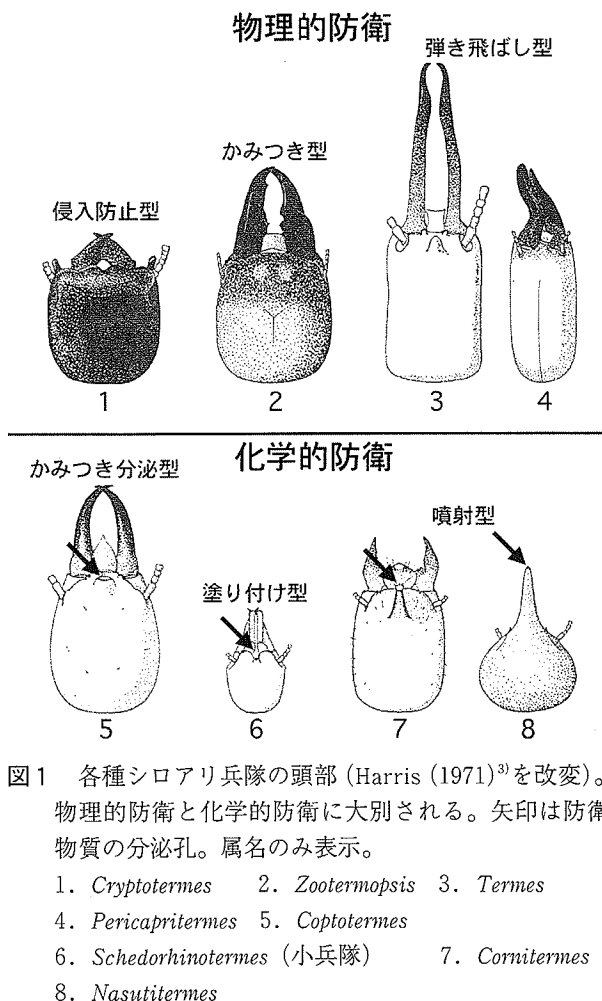 物理的防衛
弾き飛ばし型
かみつき型
侵入防止型
1
2
3
4
化学的防衛
かみつき分泌型
噴射型
塗り付け型
5
6
7
8
図1 各種シロアリ兵隊の頭部 (Harris (1971)3)を改変)。
物理的防衛と化学的防衛に大別される。矢印は防衛
物質の分泌孔。属名のみ表示。
1. Cryptotermes 2. Zootermopsis 3. Termes
4. Pericapritermes 5. Coptotermes
6. Schedorhinotermes (小兵隊) 7. Cornitermes
8. Nasutitermes